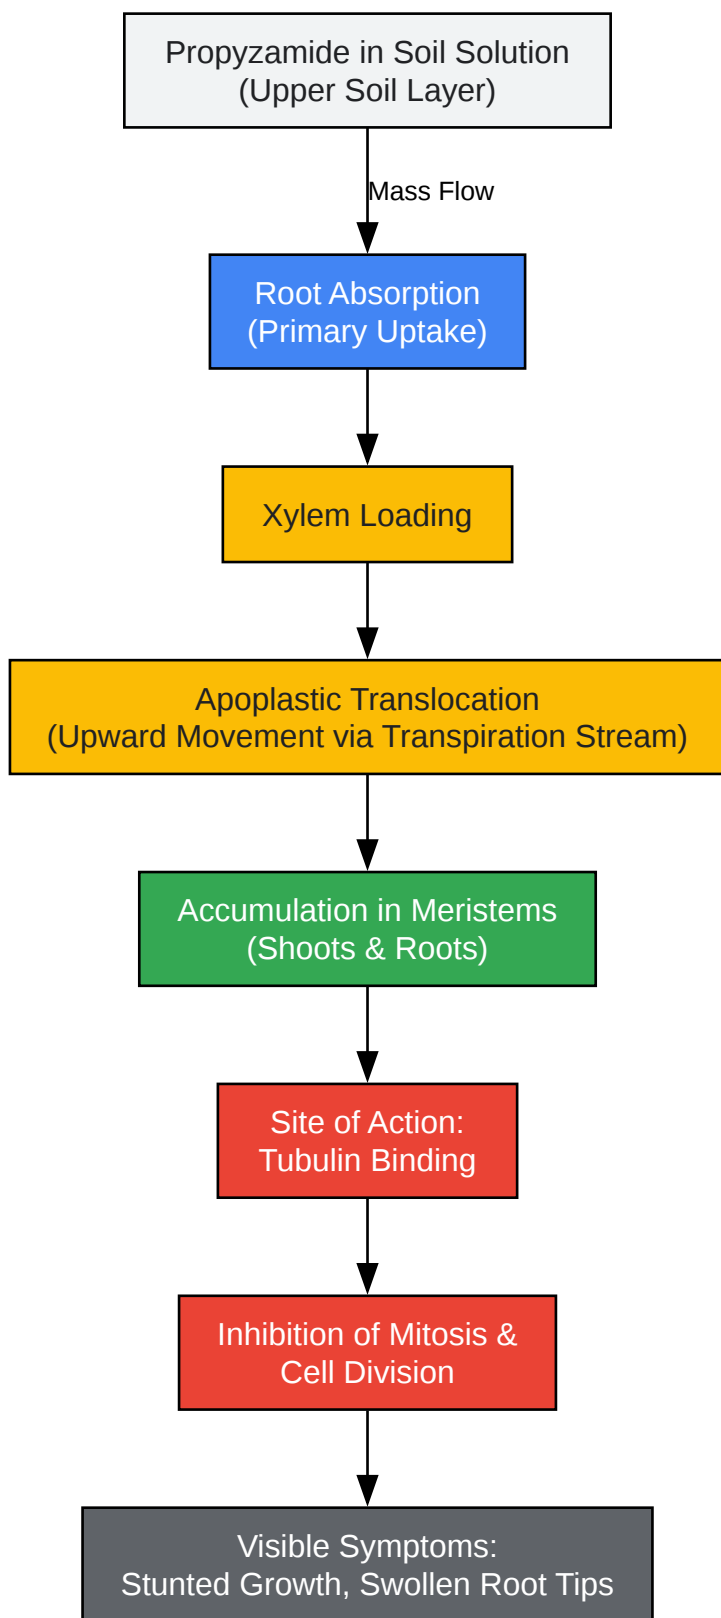 Propyzamide in Soil Solution
(Upper Soil Layer)
Mass Flow
Root Absorption
(Primary Uptake)
Xylem Loading
Apoplastic Translocation
(Upward Movement via Transpiration Stream)
Accumulation in Meristems
(Shoots & Roots)
Site of Action:
Tubulin Binding
Inhibition of Mitosis &
Cell Division
Visible Symptoms:
Stunted Growth, Swollen Root Tips